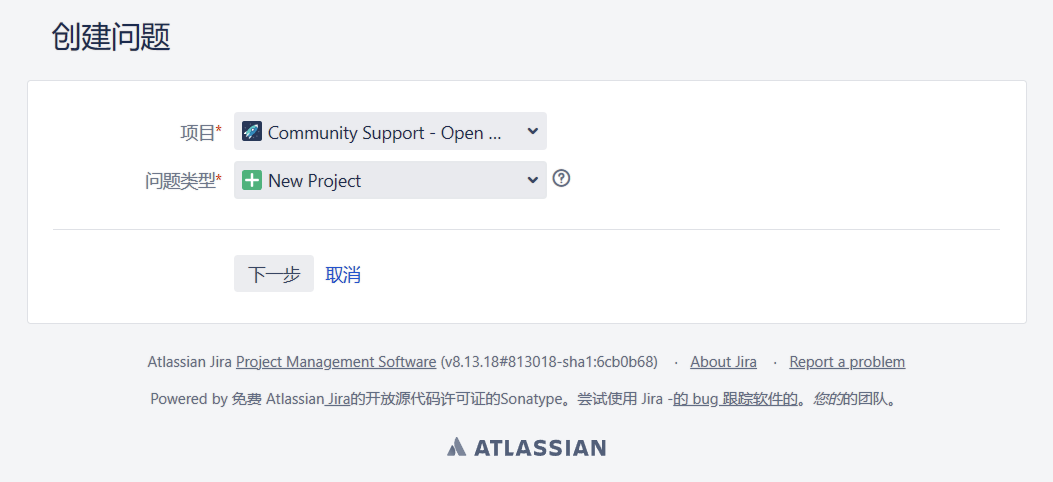 创建问题
项目* Community Support - Open ...
问题类型* New Project
下一步 取消
Atlassian Jira Project Management Software (v8.13.18#813018-sha1:6cb0b68) · About Jira · Report a problem
Powered by 免费 Atlassian Jira的开放源代码许可证的Sonatype。尝试使用 Jira -的 bug 跟踪软件的。您的的团队。
ATLASSIAN